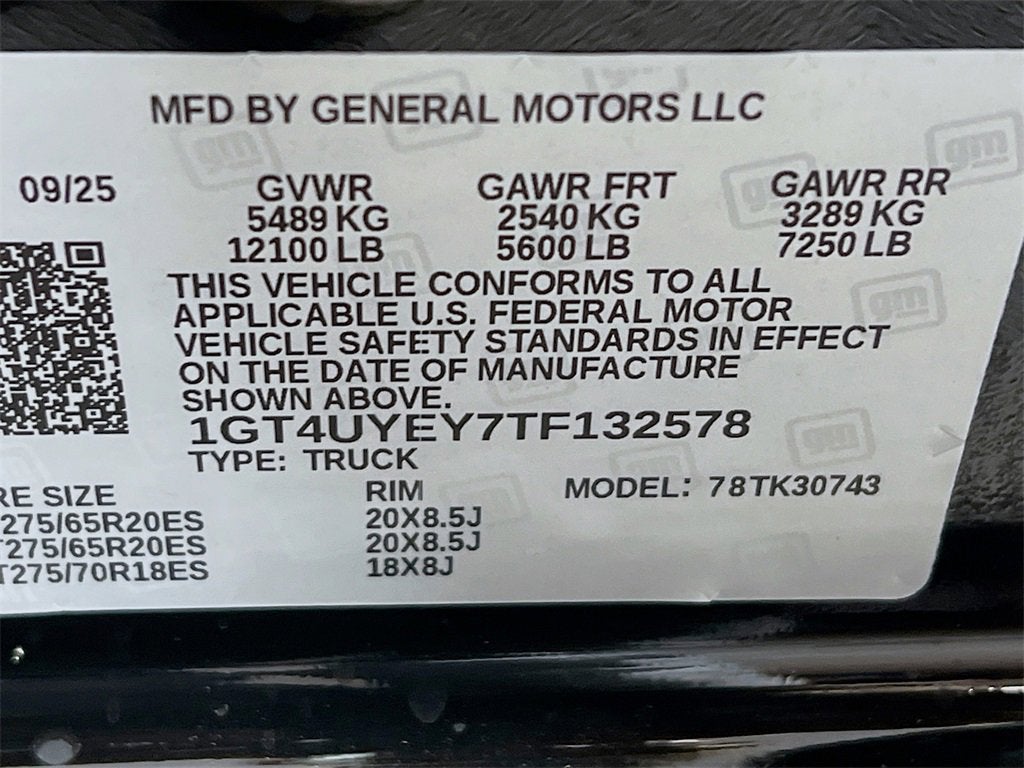 MFD BY GENERAL MOTORS LLC
09/25 GVWR GAWR FRT GAWR RR
5489 KG 2540 KG 3289 KG
12100 LB 5600 LB 7250 LB
THIS VEHICLE CONFORMS TO ALL
APPLICABLE U.S. FEDERAL MOTOR
VEHICLE SAFETY STANDARDS IN EFFECT
ON THE DATE OF MANUFACTURE
SHOWN ABOVE.
1GT4UYEY7TF132578
TYPE: TRUCK
RE SIZE RIM MODEL: 78TK30743
275/65R20ES 20X8.5J
T275/65R20ES 20X8.5J
T275/70R18ES 18X8J